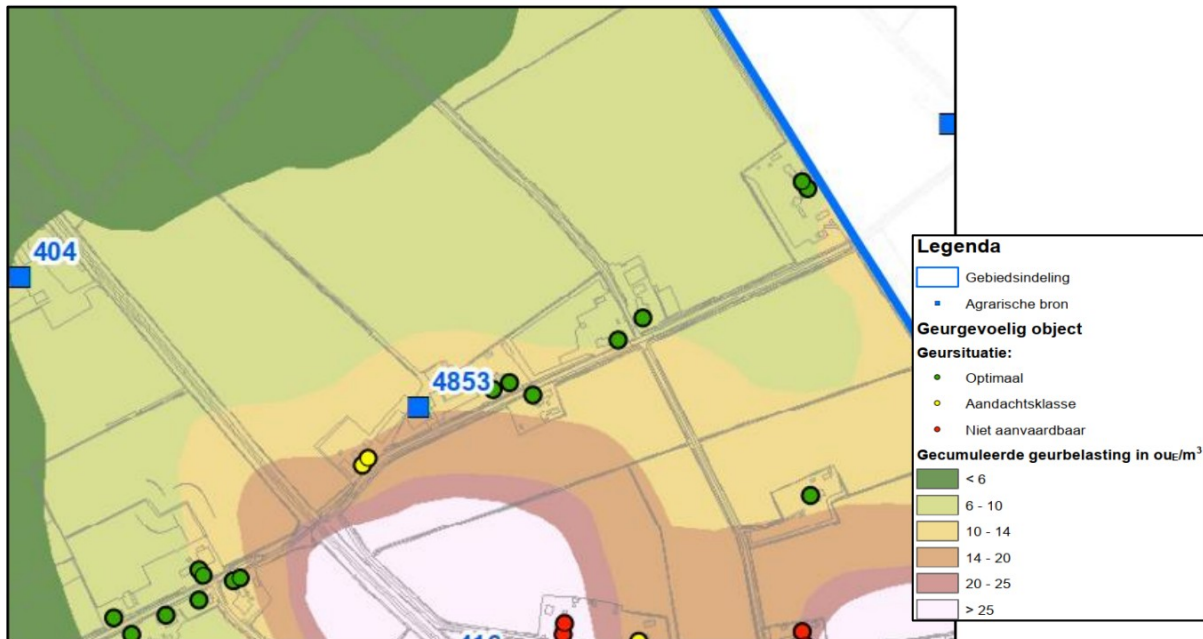 404
4853
Legenda
Gebiedsindeling
Agrarische bron
Geurgevoelig object
Geursituatie:
Optimaal
Aandachtsklasse
Niet aanvaardbaar
Gecumuleerde geurbelasting in ouE/m³
< 6
6 - 10
10 - 14
14 - 20
20 - 25
> 25